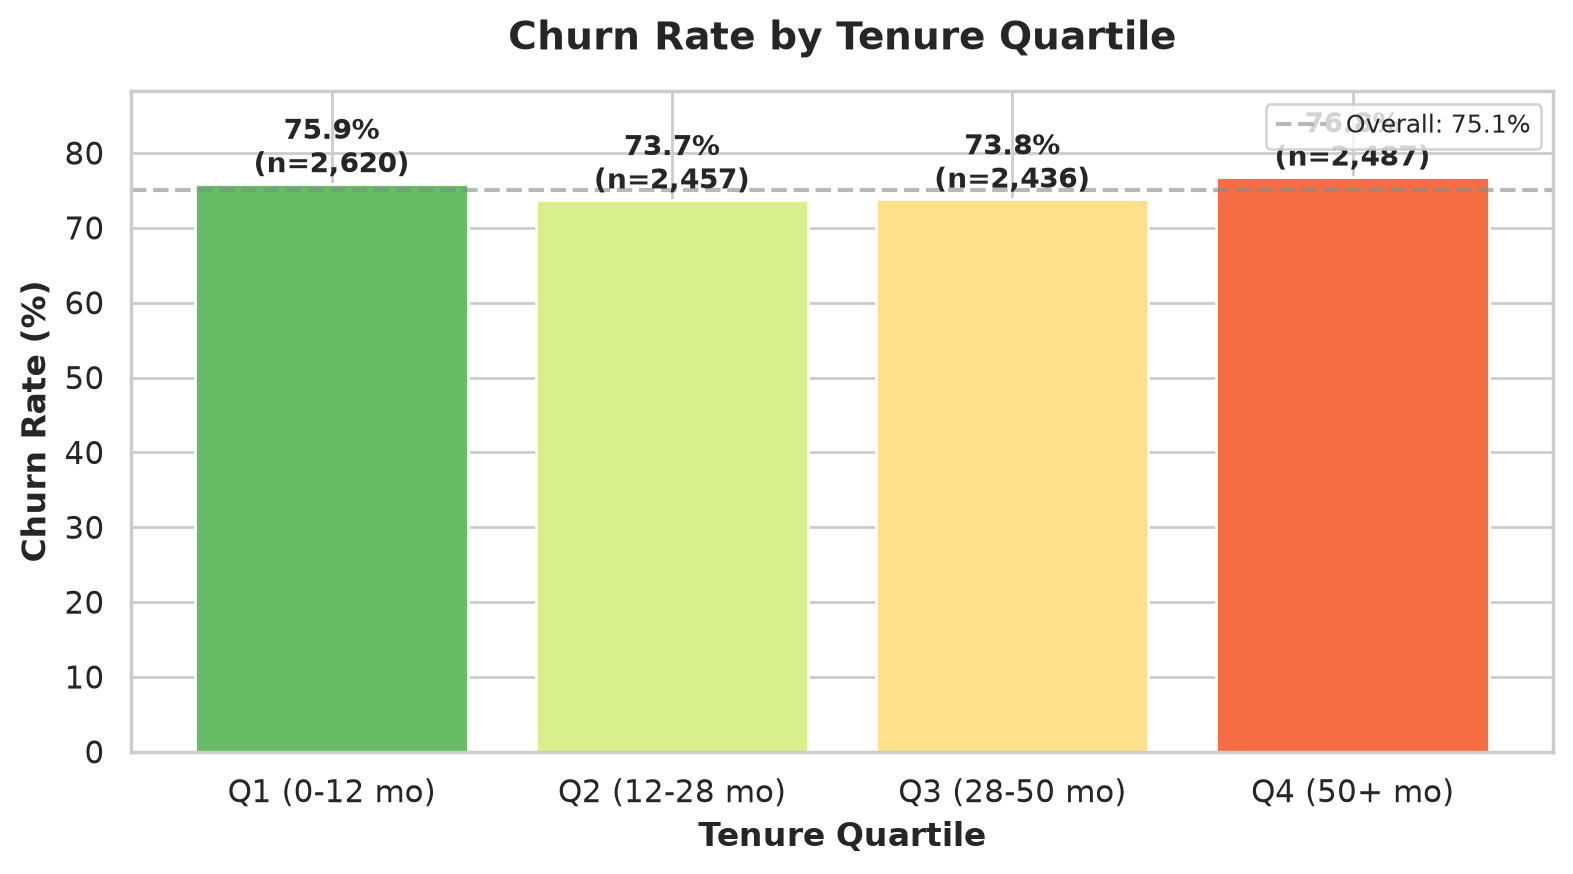 Churn Rate by Tenure Quartile
75.9%
(n=2,620)
73.7%
(n=2,457)
73.8%
(n=2,436)
Overall: 75.1%
(n=2,487)
Churn Rate (%)
80
70
60
50
40
30
20
10
0
Q1 (0-12 mo)
Q2 (12-28 mo)
Q3 (28-50 mo)
Q4 (50+ mo)
Tenure Quartile